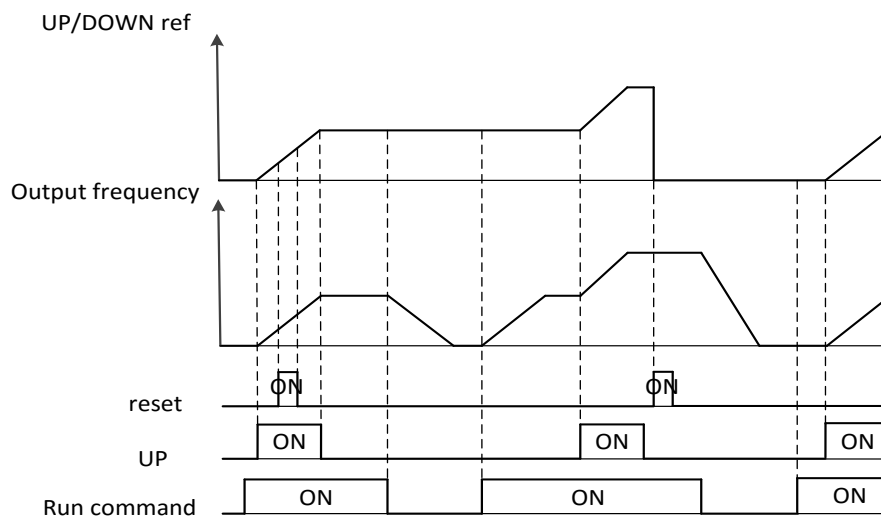 UP/DOWN ref
Output frequency
reset
ON
ON
UP
ON
ON
ON
Run command
ON
ON
ON